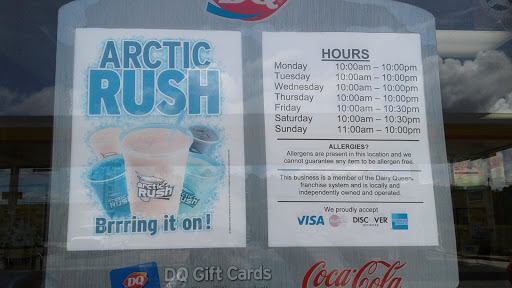 DQ
ARCTIC
RUSH
arctic
Rush
Brrring it on!
HOURS
Monday 10:00am – 10:00pm
Tuesday 10:00am – 10:00pm
Wednesday 10:00am – 10:00pm
Thursday 10:00am – 10:00pm
Friday 10:00am – 10:30pm
Saturday 10:00am – 10:30pm
Sunday 11:00am – 10:00pm
ALLERGIES?
Allergens are present in this location and we
cannot guarantee any item to be allergen free.
This business is a member of the Dairy Queen
franchise system and is locally and
independently owned and operated.
We proudly accept
VISA DISCOVER
DQ DQ Gift Cards
Coca-Cola